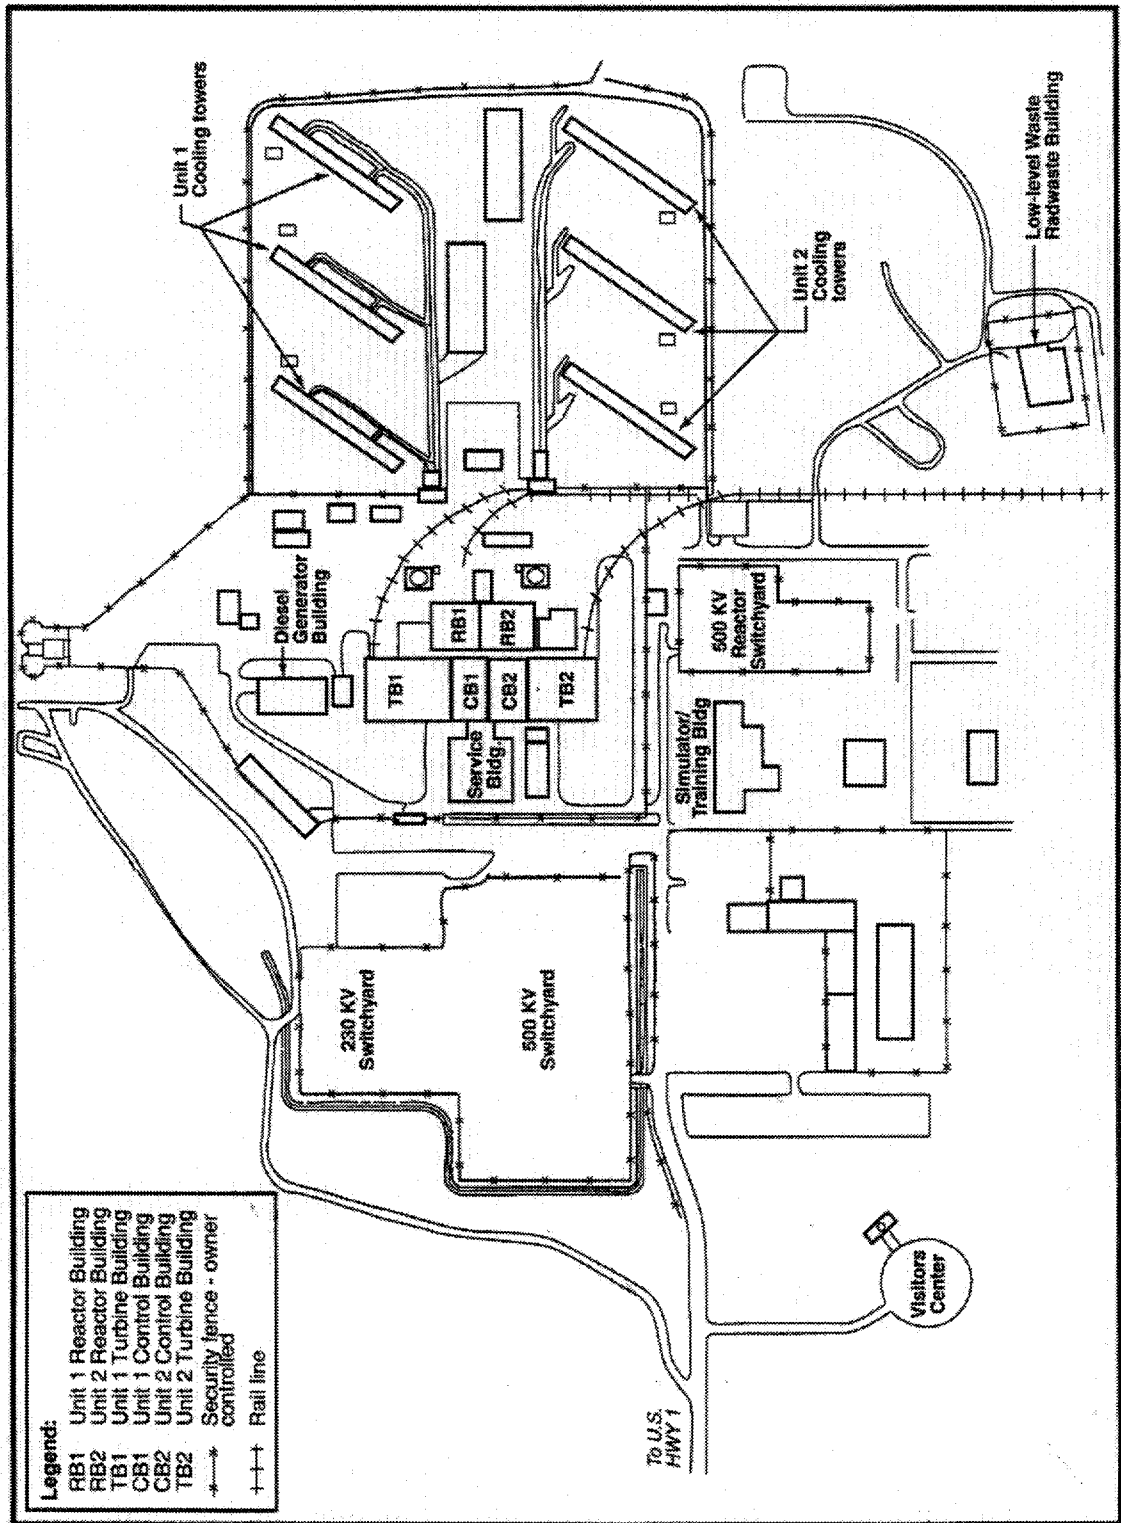 Legend:
RB1 Unit 1 Reactor Building
RB2 Unit 2 Reactor Building
TB1 Unit 1 Turbine Building
CB1 Unit 1 Control Building
CB2 Unit 2 Control Building
TB2 Unit 2 Turbine Building
Security fence - owner
controlled
Rail line
230 KV
Switchyard
500 KV
Switchyard
To U.S.
HWY 1
Visitors
Center
Diesel
Generator
Building
TB1
CB1
CB2
TB2
RB1
RB2
Service
Bldg.
Simulator/
Training Bldg
500 KV
Reactor
Switchyard
Unit 1
Cooling towers
Unit 2
Cooling
towers
Low-level Waste
Radwaste Building